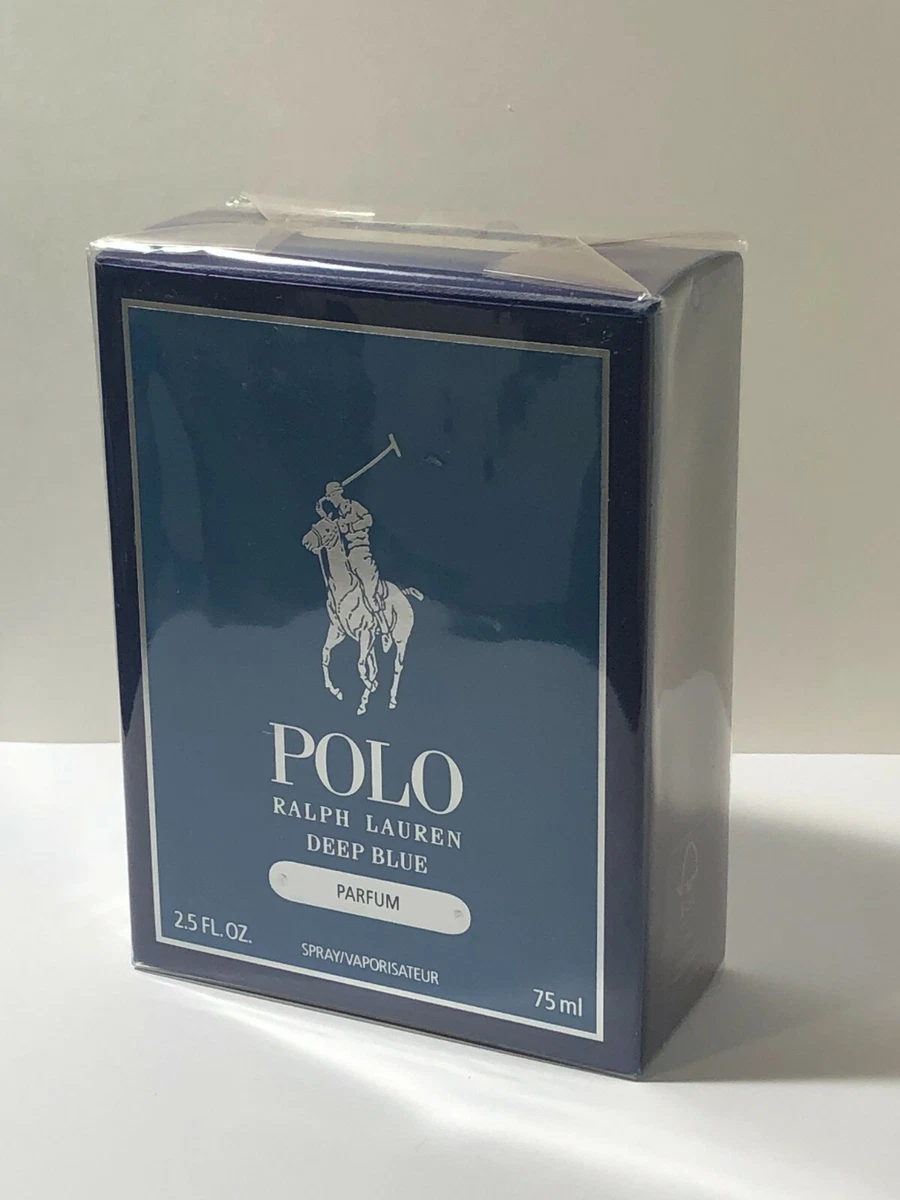 POLO
RALPH LAUREN
DEEP BLUE
PARFUM
2.5 FL. OZ.
SPRAY/VAPORISATEUR
75 ml